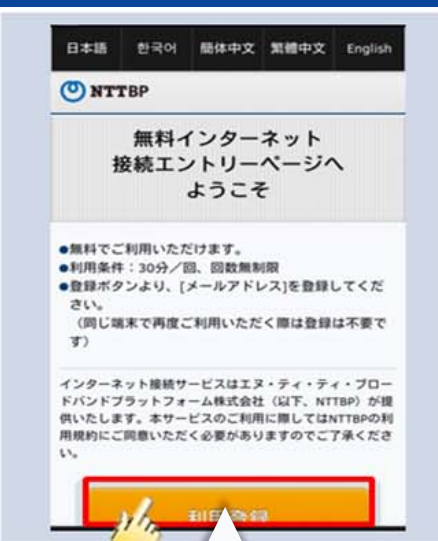 日本語 한국어 簡体中文 繁體中文 English
NTTBP
無料インターネット
接続エントリーページへ
ようこそ
●無料でご利用いただけます。
●利用条件：30分／回、回数無制限
●登録ボタンより、[メールアドレス]を登録してくだ
さい。
（同じ端末で再度ご利用いただく際は登録は不要で
す）
インターネット接続サービスはエヌ・ティ・ティ・ブロー
ドバンドプラットフォーム株式会社（以下、NTTBP）が提
供いたします。本サービスのご利用に際してはNTTBPの利
用規約にご同意いただく必要がありますのでご了承くださ
い。
利用登録